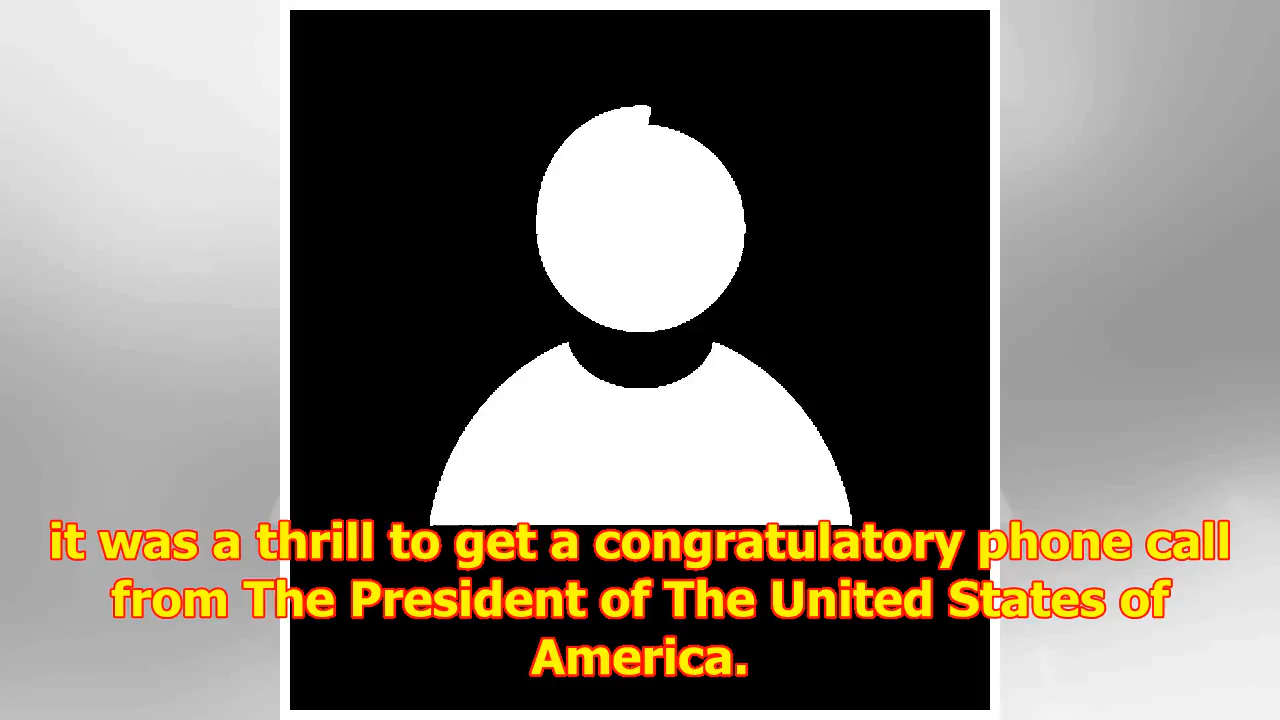 it was a thrill to get a congratulatory phone call
from The President of The United States of
America.